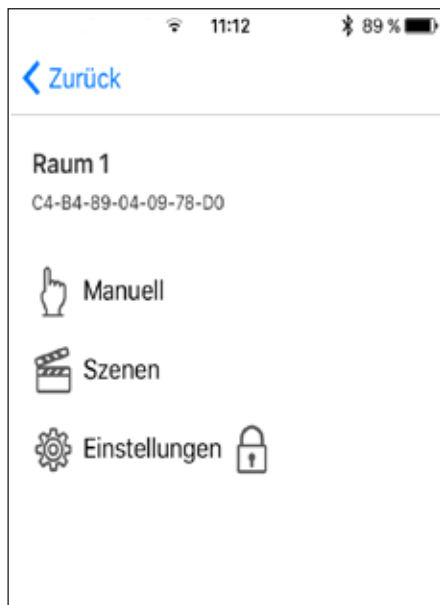 11:12 89 %
Zurück
Raum 1
C4-B4-89-04-09-78-D0
Manuell
Szenen
Einstellungen